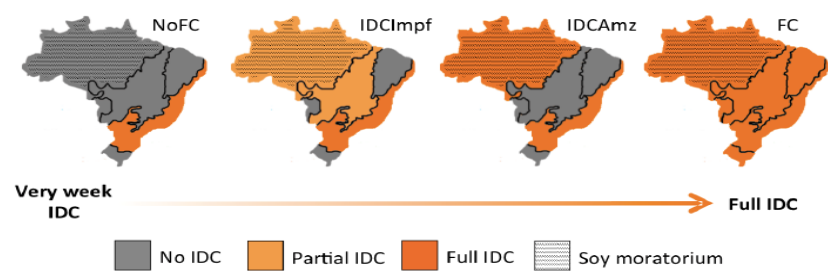 NoFC
IDCImpf
IDCAmz
FC
Very week
IDC
Full IDC
No IDC
Partial IDC
Full IDC
Soy moratorium